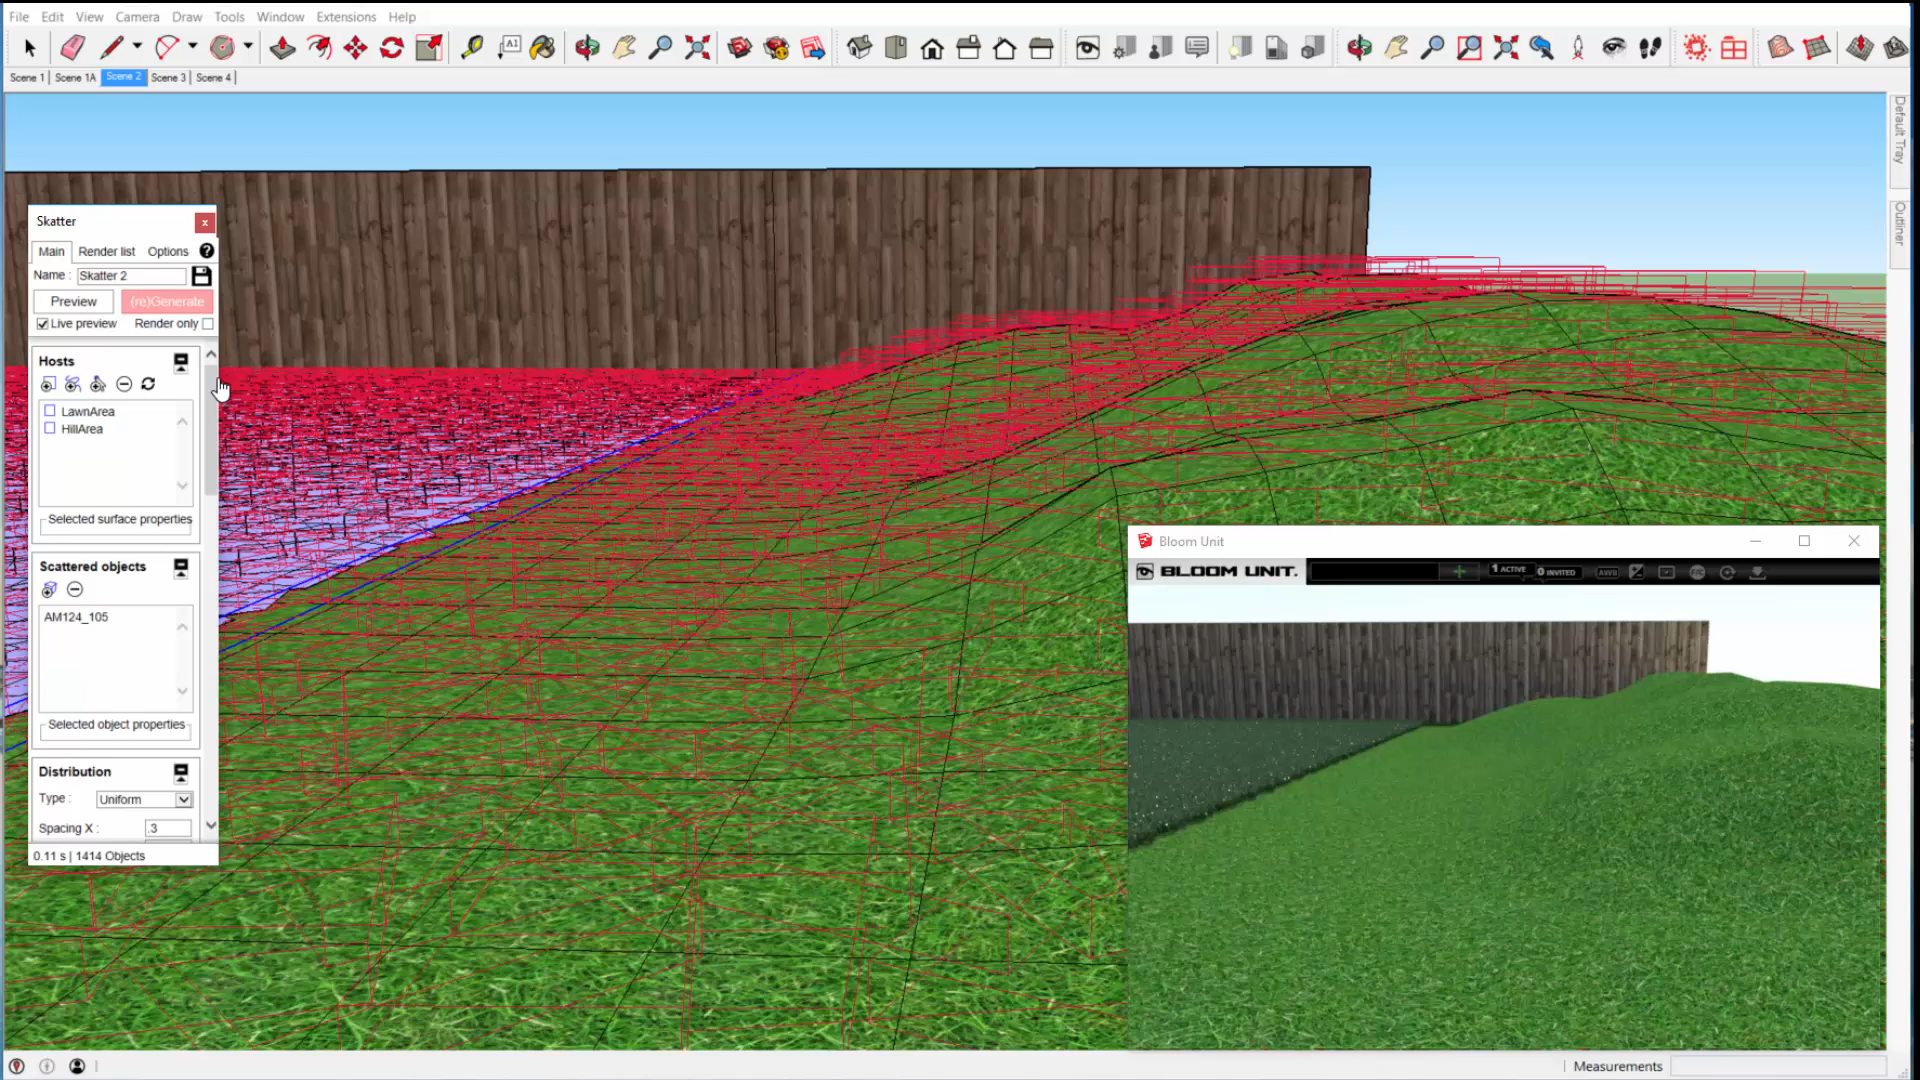 File Edit View Camera Draw Tools Window Extensions Help
A1
Scene 1 Scene 1A Scene 2 Scene 3 Scene 4
Default Tray
Outliner
Skatter
x
Main Render list Options ?
Name : Skatter 2
Preview (re)Generate
Live preview Render only
Hosts
LawnArea
HillArea
Selected surface properties
Scattered objects
AM124_105
Selected object properties
Distribution
Type : Uniform
Spacing X : .3
0.11 s | 1414 Objects
Bloom Unit
BLOOM UNIT. 1 ACTIVE 0 INVITED AWB
Measurements